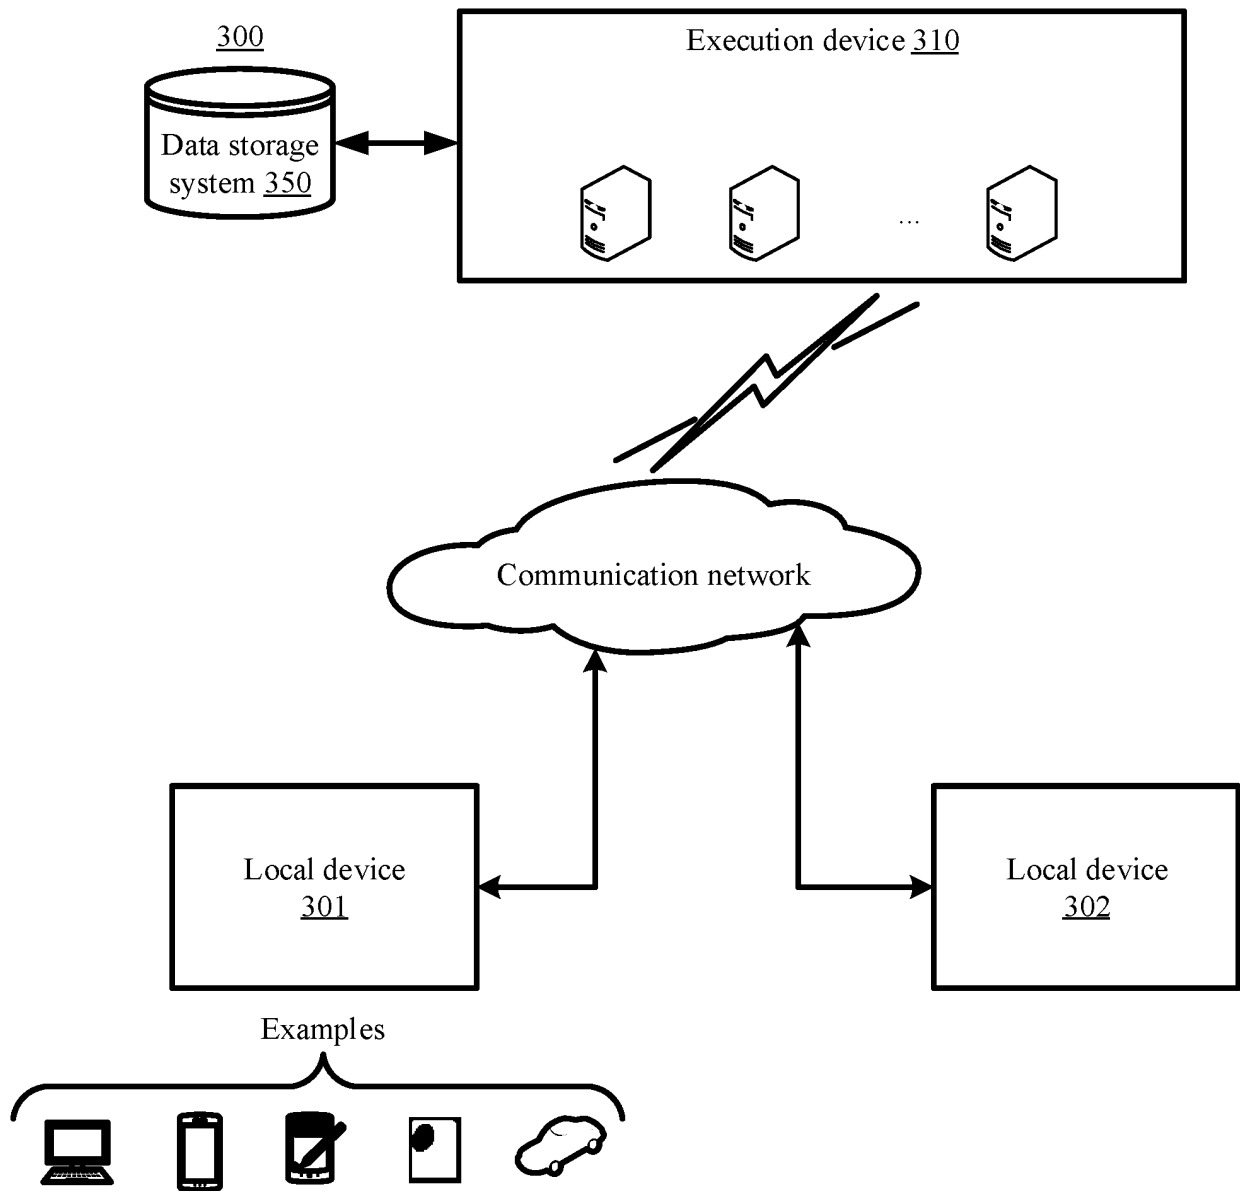 300
Execution device 310
Data storage
system 350
...
Communication network
Local device
301
Local device
302
Examples